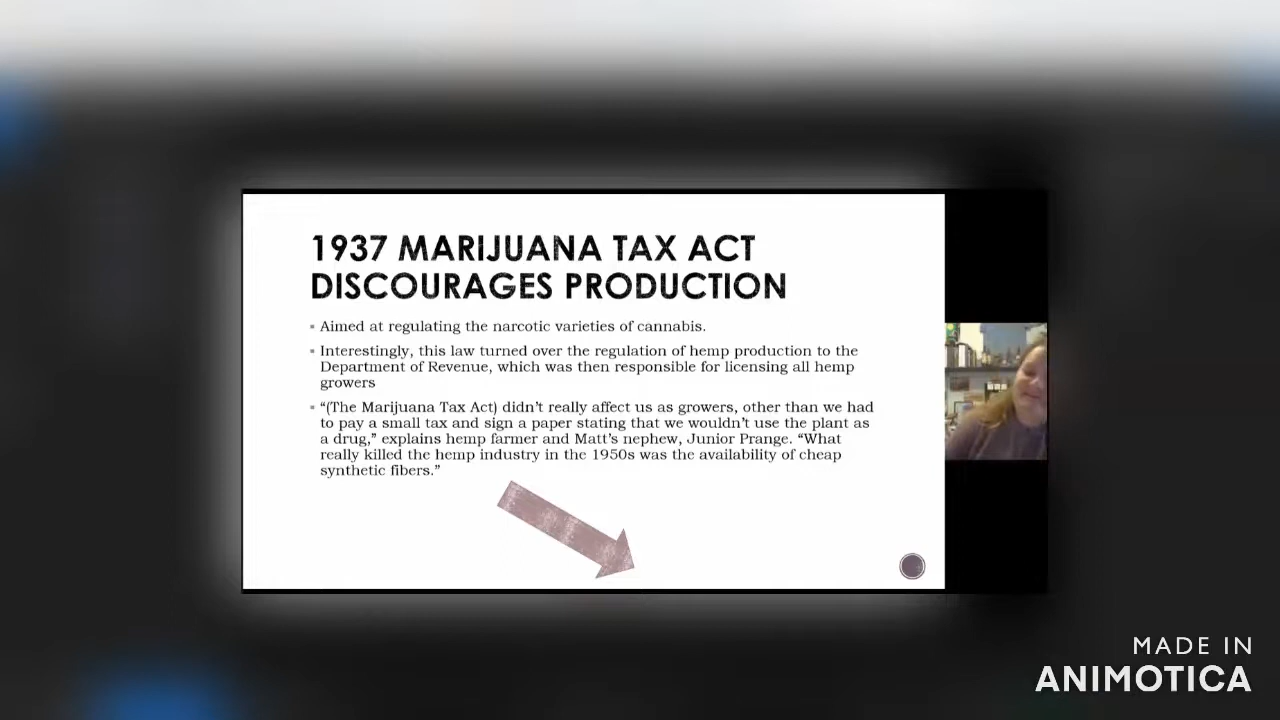 1937 MARIJUANA TAX ACT
DISCOURAGES PRODUCTION
Aimed at regulating the narcotic varieties of cannabis.
Interestingly, this law turned over the regulation of hemp production to the
Department of Revenue, which was then responsible for licensing all hemp
growers
“(The Marijuana Tax Act) didn’t really affect us as growers, other than we had
to pay a small tax and sign a paper stating that we wouldn’t use the plant as
a drug,” explains hemp farmer and Matt’s nephew, Junior Prange. “What
really killed the hemp industry in the 1950s was the availability of cheap
synthetic fibers.”
MADE IN
ANIMOTICA